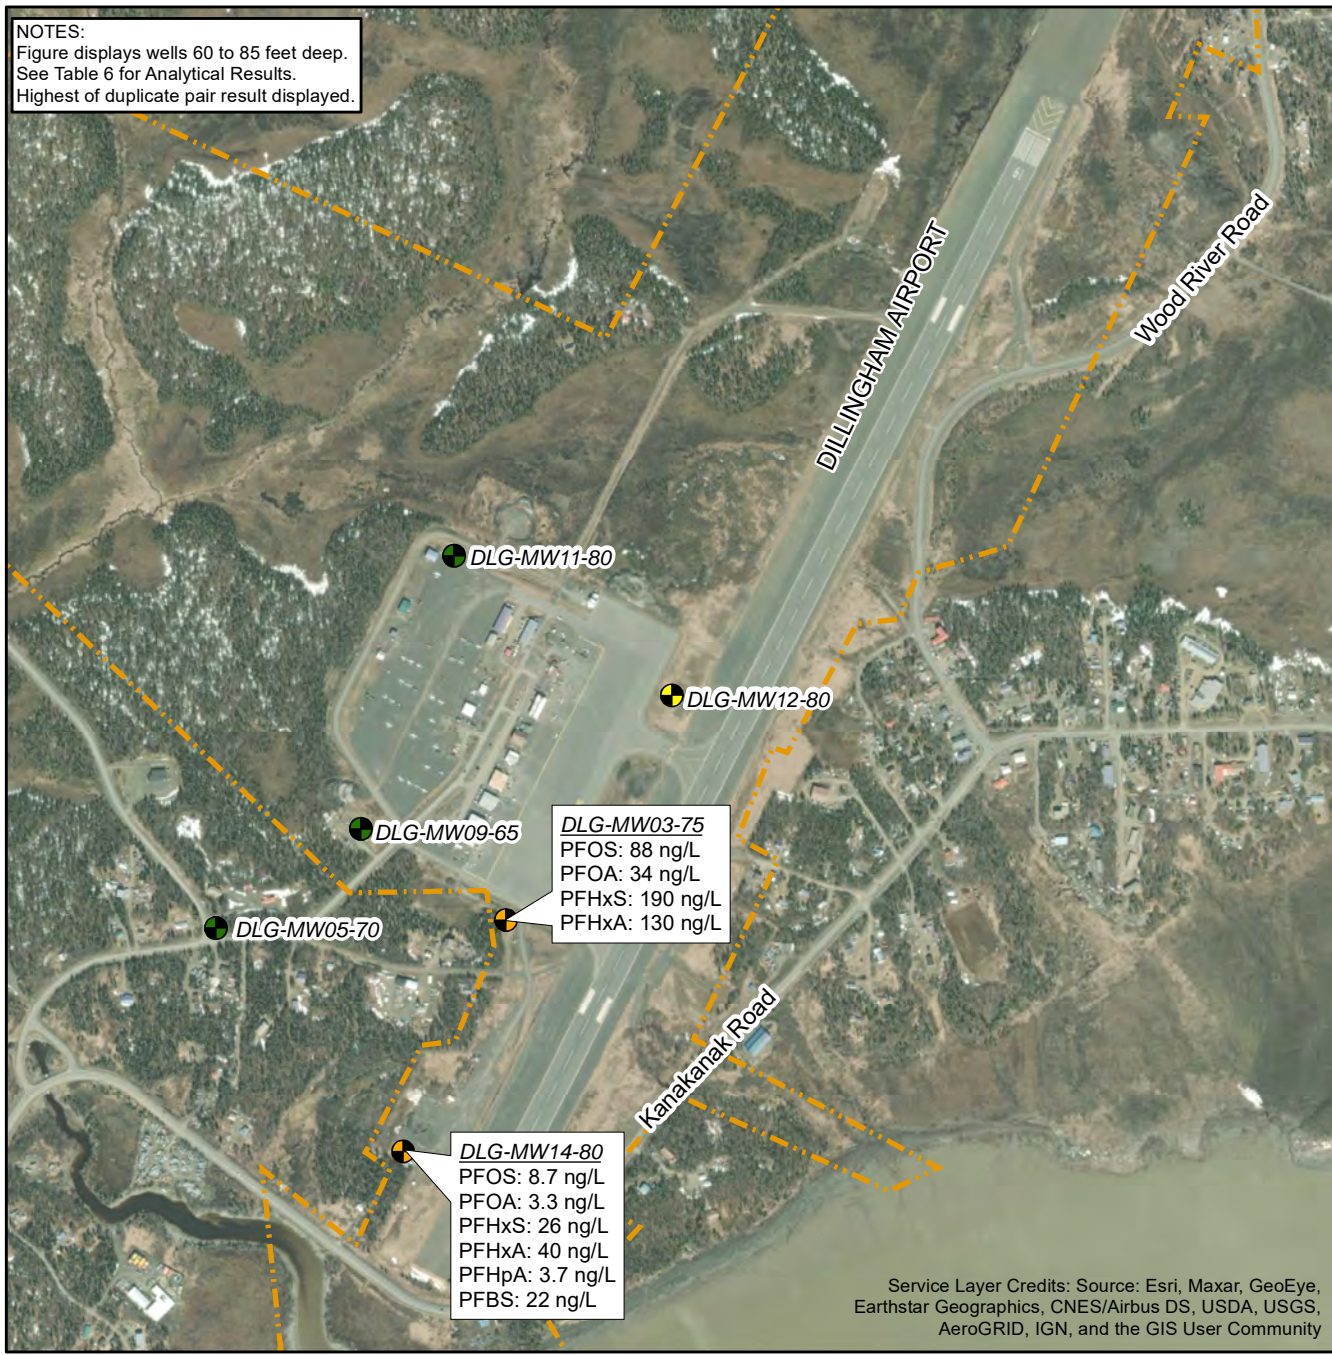 NOTES:
Figure displays wells 60 to 85 feet deep.
See Table 6 for Analytical Results.
Highest of duplicate pair result displayed.
DILLINGHAM AIRPORT
Wood River Road
DLG-MW11-80
DLG-MW12-80
DLG-MW09-65
DLG-MW03-75
PFOS: 88 ng/L
PFOA: 34 ng/L
PFHxS: 190 ng/L
PFHxA: 130 ng/L
DLG-MW05-70
Kanakanak Road
DLG-MW14-80
PFOS: 8.7 ng/L
PFOA: 3.3 ng/L
PFHxS: 26 ng/L
PFHxA: 40 ng/L
PFHpA: 3.7 ng/L
PFBS: 22 ng/L
Service Layer Credits: Source: Esri, Maxar, GeoEye,
Earthstar Geographics, CNES/Airbus DS, USDA, USGS,
AeroGRID, IGN, and the GIS User Community